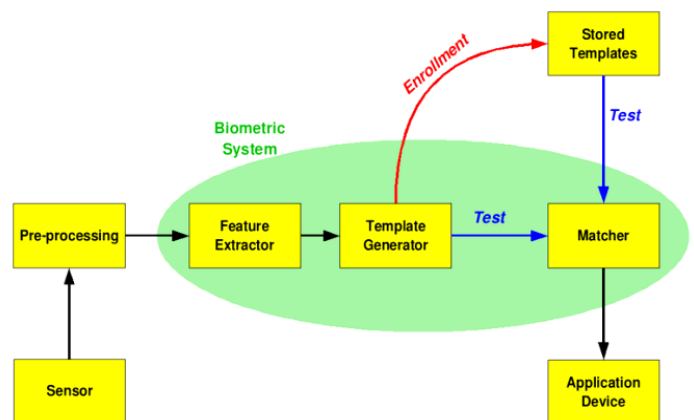 Stored
Templates
Enrollment
Test
Biometric
System
Pre-processing
Feature
Extractor
Template
Generator
Test
Matcher
Sensor
Application
Device